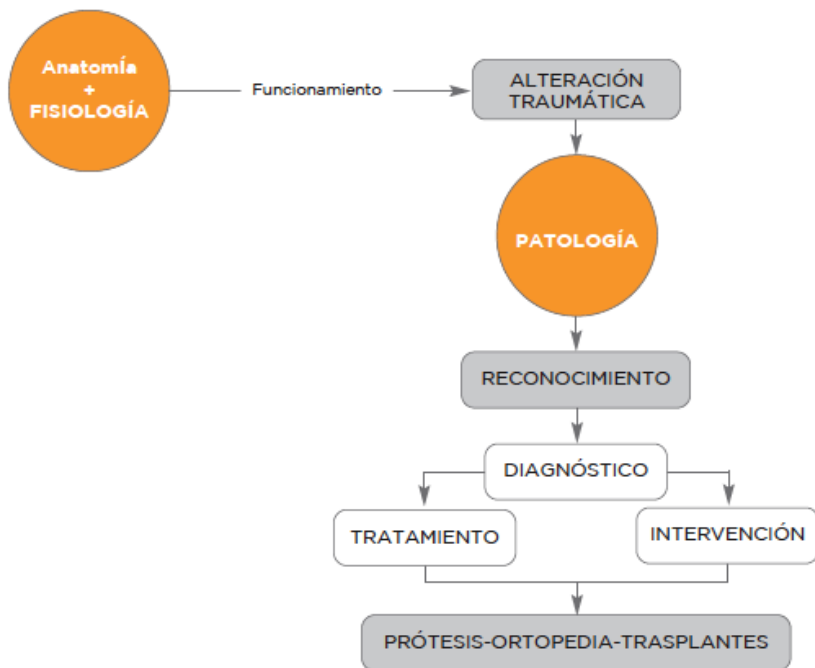 AnatomÍa
+
FISIOLOGÍA
Funcionamiento
ALTERACIÓN
TRAUMÁTICA
PATOLOGÍA
RECONOCIMIENTO
DIAGNÓSTICO
TRATAMIENTO
INTERVENCIÓN
PRÓTESIS-ORTOPEDIA-TRASPLANTES